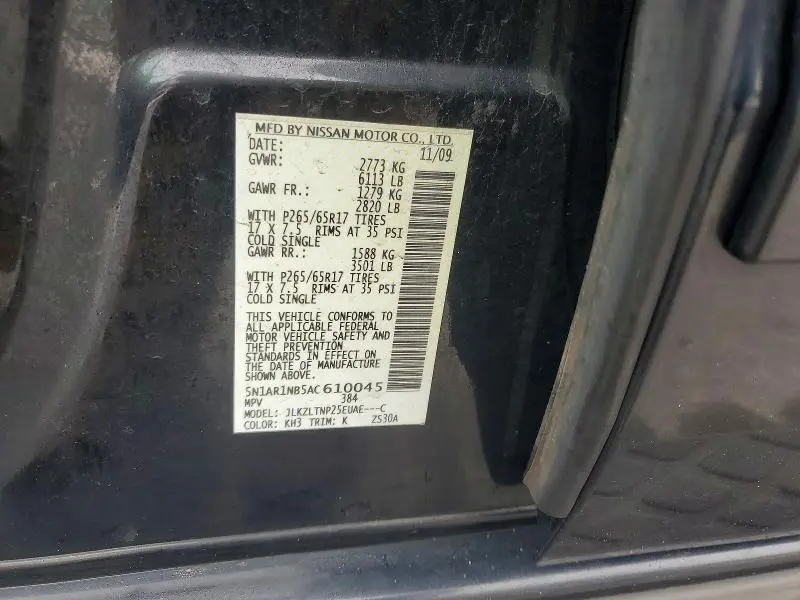 MFD BY NISSAN MOTOR CO., LTD.
DATE: 11/09
GVWR: 2773 KG
6113 LB
GAWR FR.: 1279 KG
2820 LB
WITH P265/65R17 TIRES
17 X 7.5 RIMS AT 35 PSI
COLD SINGLE
GAWR RR.: 1588 KG
3501 LB
WITH P265/65R17 TIRES
17 X 7.5 RIMS AT 35 PSI
COLD SINGLE
THIS VEHICLE CONFORMS TO
ALL APPLICABLE FEDERAL
MOTOR VEHICLE SAFETY AND
THEFT PREVENTION
STANDARDS IN EFFECT ON
THE DATE OF MANUFACTURE
SHOWN ABOVE.
5N1AR1NB5AC610045
MPV 384
MODEL: JLKZLTNP25EUAE---C
COLOR: KH3 TRIM: K ZS30A